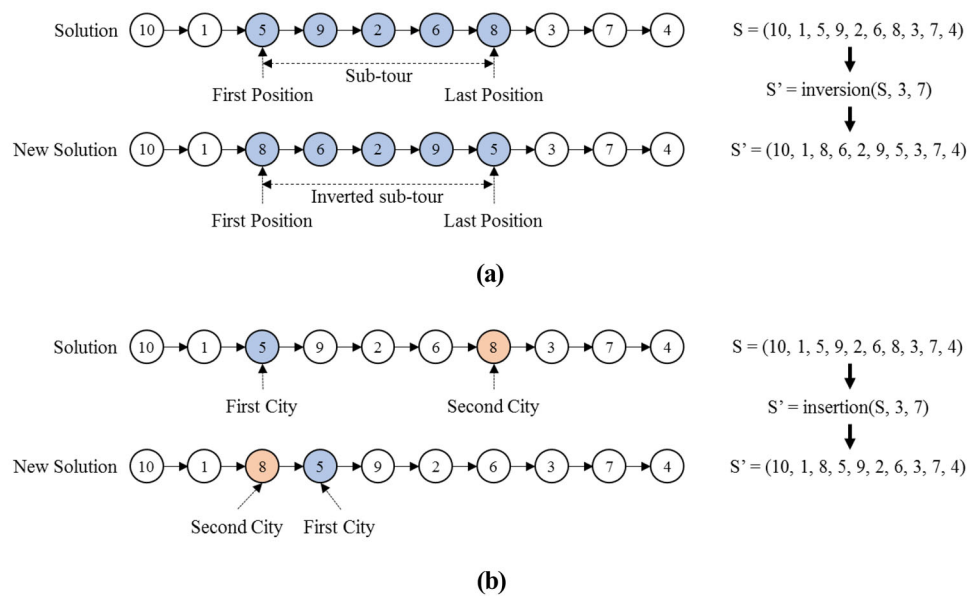 Solution 10 1 5 9 2 6 8 3 7 4 S = (10, 1, 5, 9, 2, 6, 8, 3, 7, 4)
Sub-tour
First Position Last Position S’ = inversion(S, 3, 7)
New Solution 10 1 8 6 2 9 5 3 7 4 S’ = (10, 1, 8, 6, 2, 9, 5, 3, 7, 4)
Inverted sub-tour
First Position Last Position
(a)
Solution 10 1 5 9 2 6 8 3 7 4 S = (10, 1, 5, 9, 2, 6, 8, 3, 7, 4)
First City Second City S’ = insertion(S, 3, 7)
New Solution 10 1 8 5 9 2 6 3 7 4 S’ = (10, 1, 8, 5, 9, 2, 6, 3, 7, 4)
Second City First City
(b)